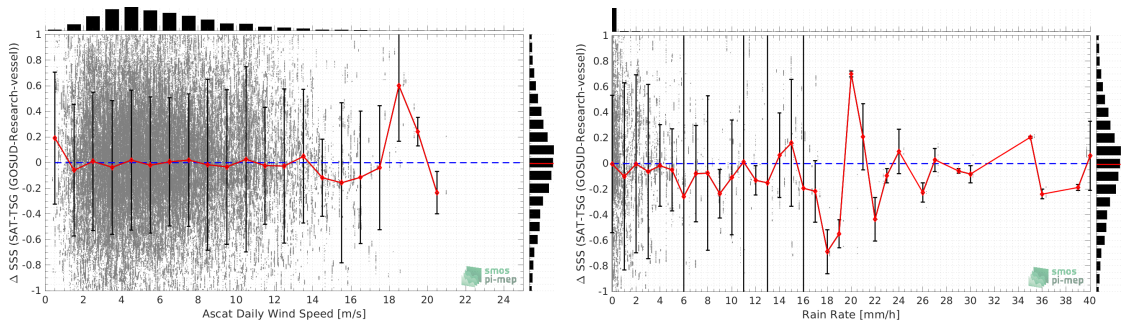 1
0.8
0.6
0.4
0.2
0
-0.2
-0.4
-0.6
-0.8
-1
Δ SSS (SAT-TSG (GOSUD-Research-vessel))
0 2 4 6 8 10 12 14 16 18 20 22 24
Ascat Daily Wind Speed [m/s]
smos
pi-mep
1
0.8
0.6
0.4
0.2
0
-0.2
-0.4
-0.6
-0.8
-1
Δ SSS (SAT-TSG (GOSUD-Research-vessel))
0 2 4 6 8 10 12 14 16 18 20 22 24 26 28 30 32 34 36 38 40
Rain Rate [mm/h]
smos
pi-mep